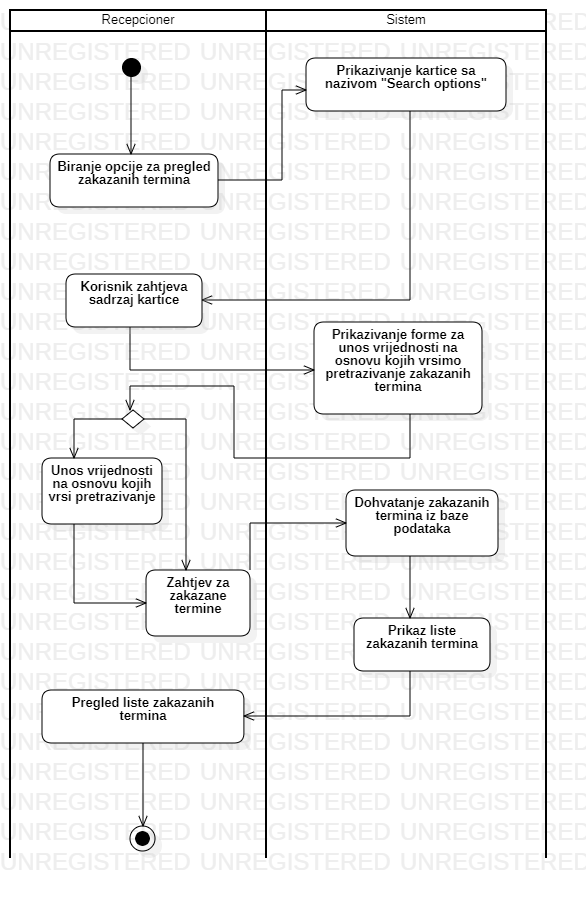 Recepcioner
Sistem
Prikazivanje kartice sa
nazivom "Search options"
Biranje opcije za pregled
zakazanih termina
Korisnik zahtjeva
sadrzaj kartice
Prikazivanje forme za
unos vrijednosti na
osnovu kojih vrsimo
pretrazivanje zakazanih
termina
Unos vrijednosti
na osnovu kojih
vrsi pretrazivanje
Dohvatanje zakazanih
termina iz baze
podataka
Zahtjev za
zakazane
termine
Prikaz liste
zakazanih termina
Pregled liste zakazanih
termina
UNREGISTERED